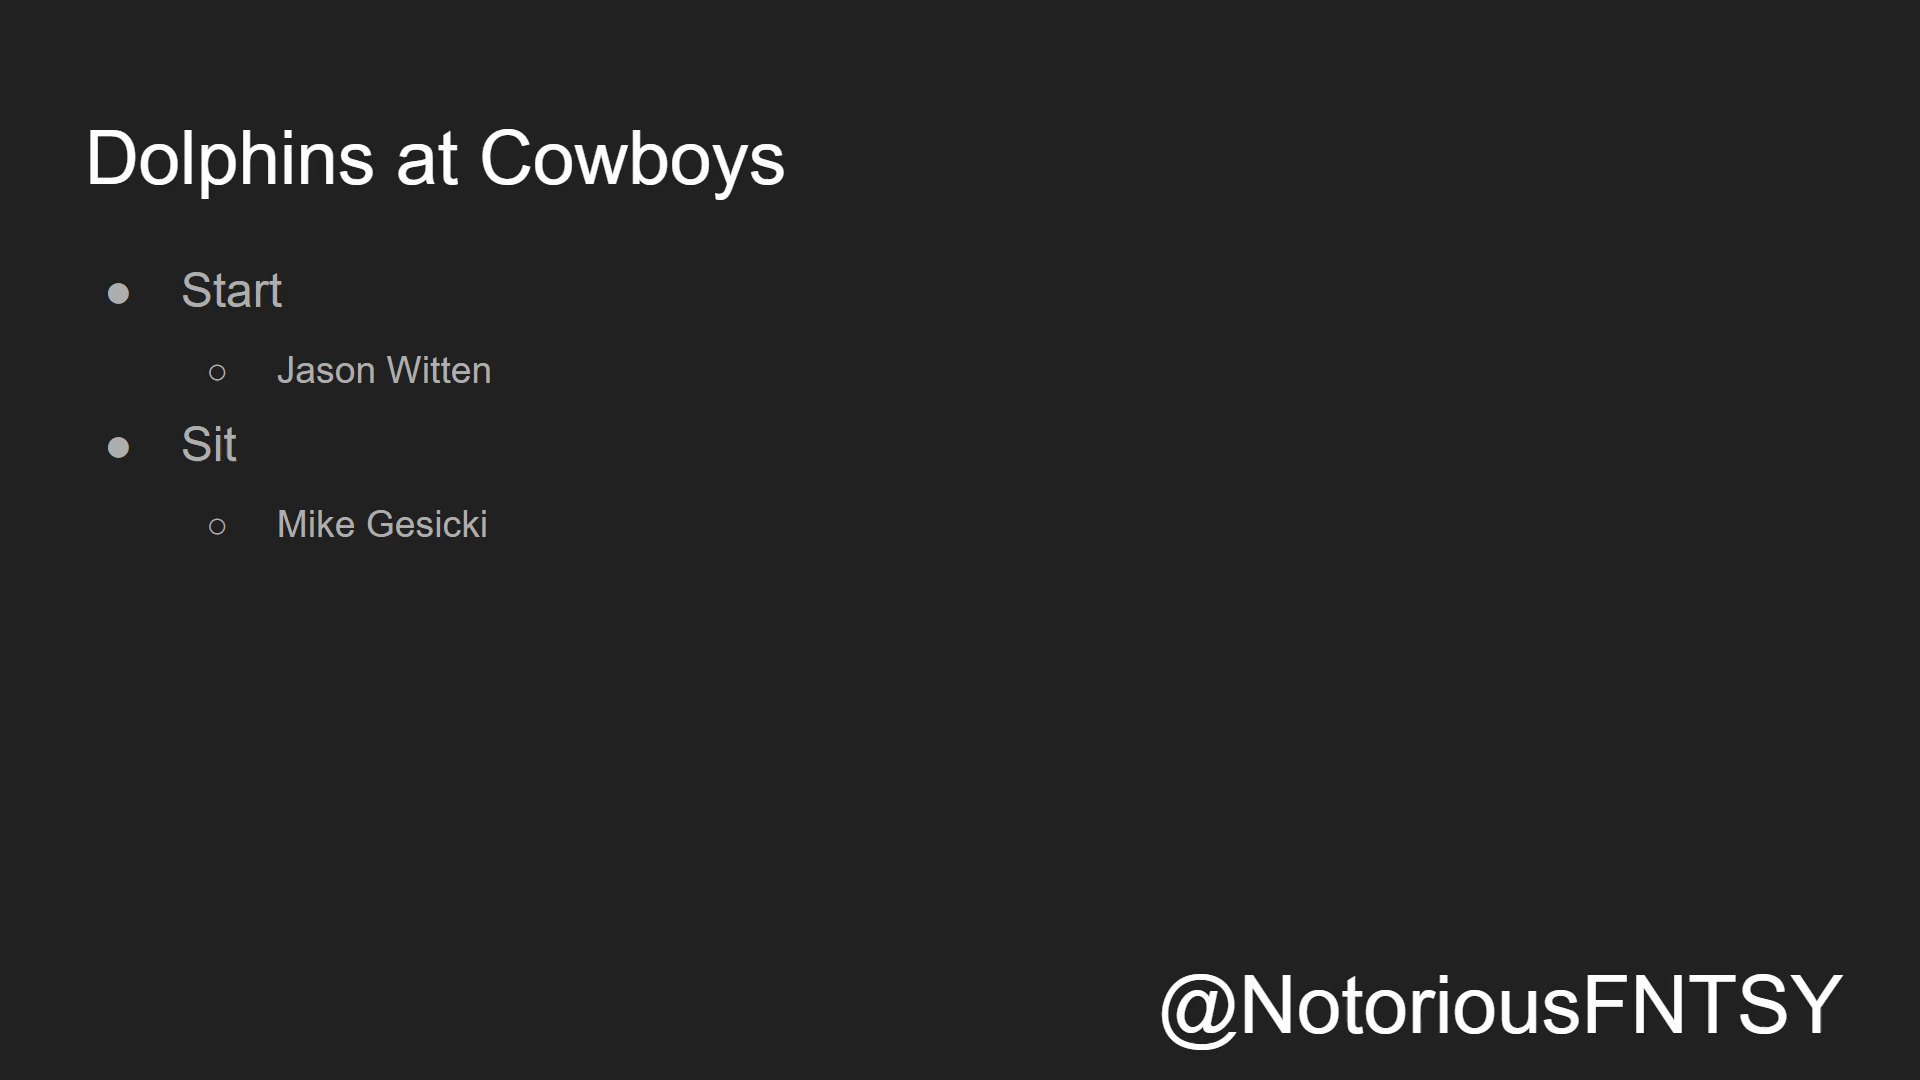 Dolphins at Cowboys
● Start
○ Jason Witten
● Sit
○ Mike Gesicki
@NotoriousFNTSY